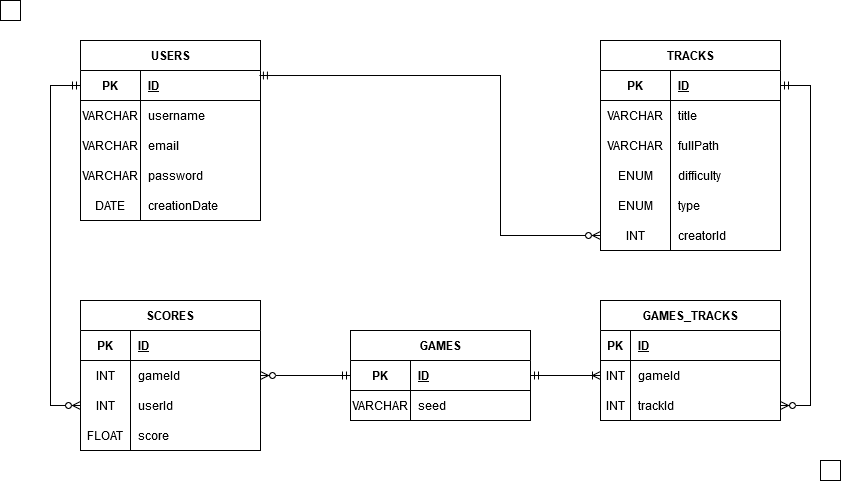 USERS
PK ID
VARCHAR username
VARCHAR email
VARCHAR password
DATE creationDate
TRACKS
PK ID
VARCHAR title
VARCHAR fullPath
ENUM difficulty
ENUM type
INT creatorId
SCORES
PK ID
INT gameId
INT userId
FLOAT score
GAMES
PK ID
VARCHAR seed
GAMES_TRACKS
PK ID
INT gameId
INT trackId